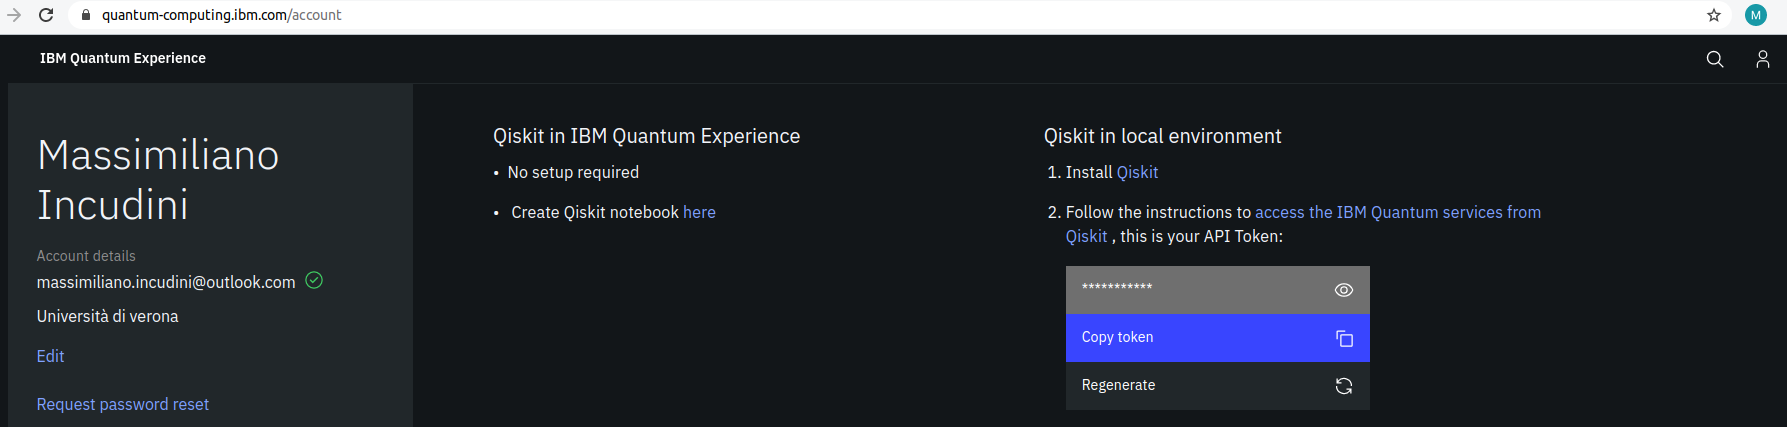 quantum-computing.ibm.com/account
M
IBM Quantum Experience
Massimiliano
Incudini
Account details
massimiliano.incudini@outlook.com
Università di verona
Edit
Request password reset
Qiskit in IBM Quantum Experience
• No setup required
• Create Qiskit notebook here
Qiskit in local environment
1. Install Qiskit
2. Follow the instructions to access the IBM Quantum services from
Qiskit , this is your API Token:
***********
Copy token
Regenerate